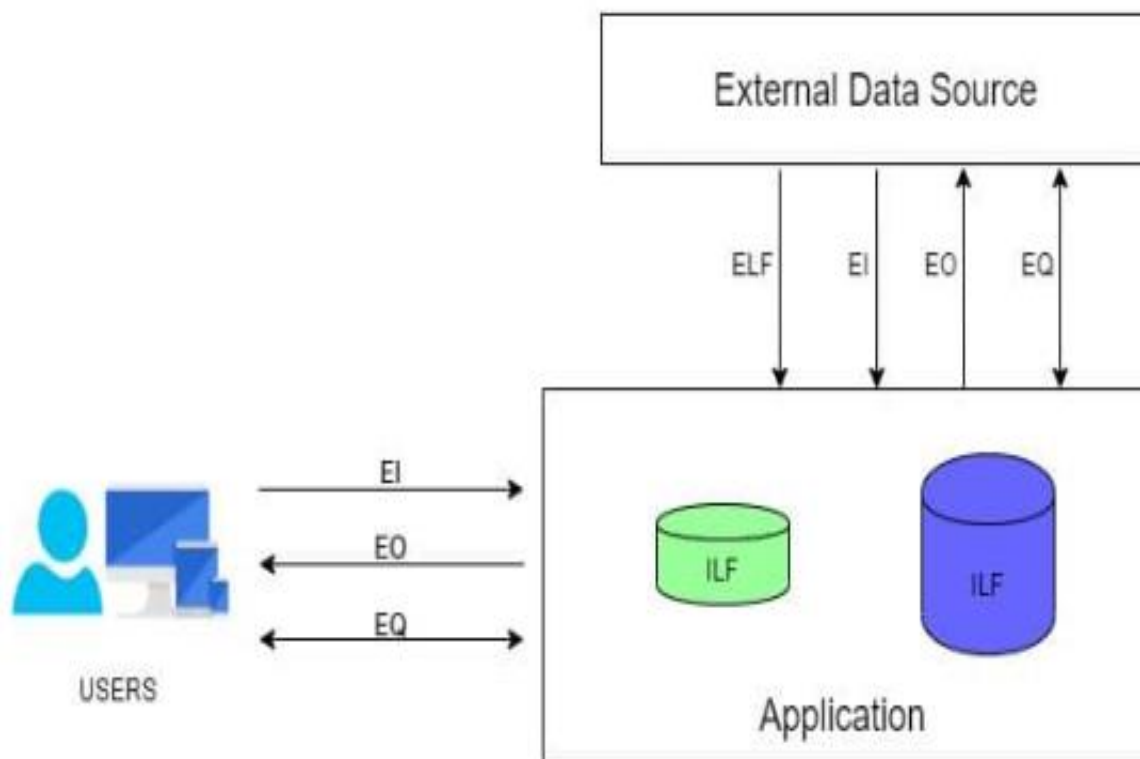 External Data Source
ELF EI EO EQ
EI
EO
EQ
USERS
ILF
ILF
Application